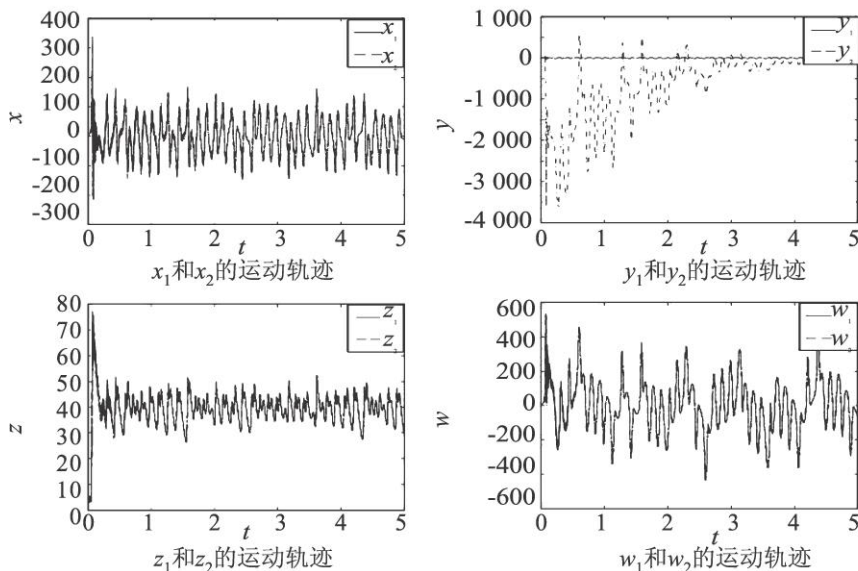 400
300
200
100
0
-100
-200
-300
x
x₁
x₂
0 1 2 3 4 5
t
x₁和x₂的运动轨迹
1 000
0
-1 000
-2 000
-3 000
-4 000
y
y₁
y₂
0 1 2 3 4 5
t
y₁和y₂的运动轨迹
80
70
60
50
40
30
20
10
0
z
z₁
z₂
0 1 2 3 4 5
t
z₁和z₂的运动轨迹
600
400
200
0
-200
-400
-600
w
w₁
w₂
0 1 2 3 4 5
t
w₁和w₂的运动轨迹